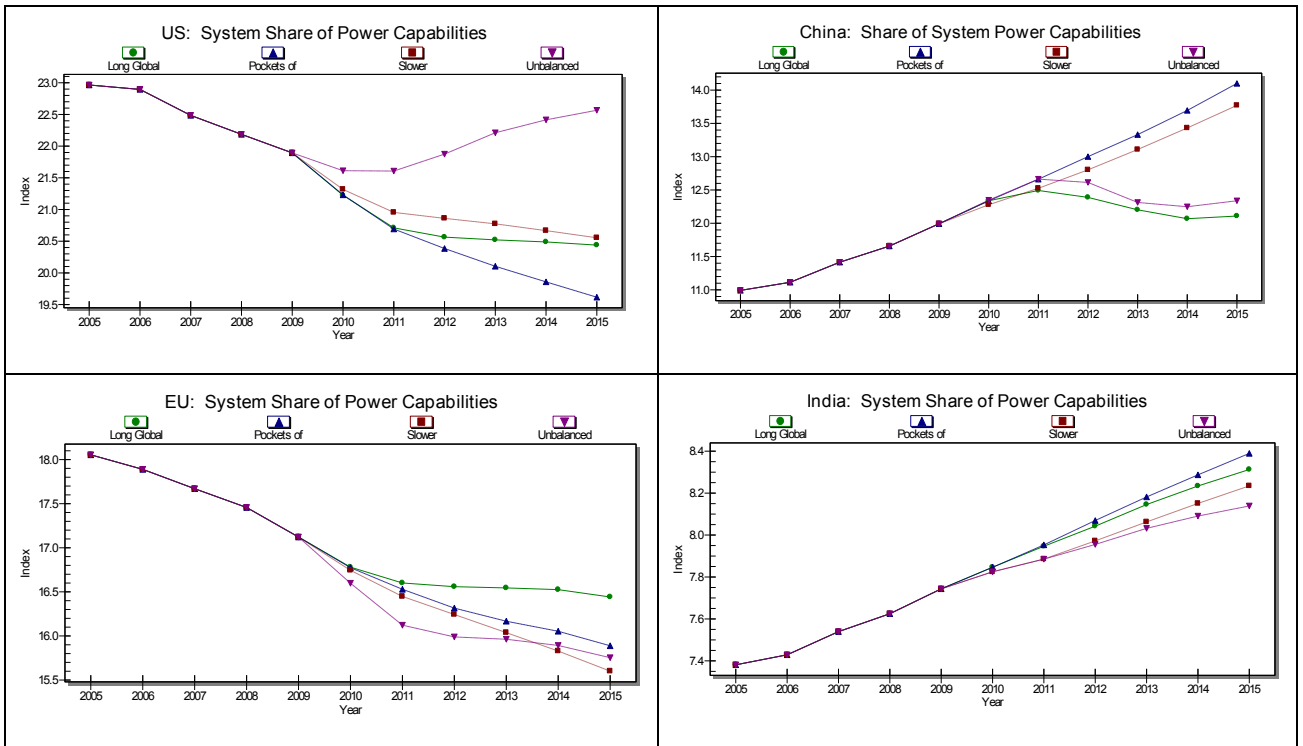 US: System Share of Power Capabilities
Long Global Pockets of Slower Unbalanced
23.0
22.5
22.0
21.5
21.0
20.5
20.0
19.5
Index
2005 2006 2007 2008 2009 2010 2011 2012 2013 2014 2015
Year
China: Share of System Power Capabilities
Long Global Pockets of Slower Unbalanced
14.0
13.5
13.0
12.5
12.0
11.5
11.0
Index
2005 2006 2007 2008 2009 2010 2011 2012 2013 2014 2015
Year
EU: System Share of Power Capabilities
Long Global Pockets of Slower Unbalanced
18.0
17.5
17.0
16.5
16.0
15.5
Index
2005 2006 2007 2008 2009 2010 2011 2012 2013 2014 2015
Year
India: System Share of Power Capabilities
Long Global Pockets of Slower Unbalanced
8.4
8.2
8.0
7.8
7.6
7.4
Index
2005 2006 2007 2008 2009 2010 2011 2012 2013 2014 2015
Year